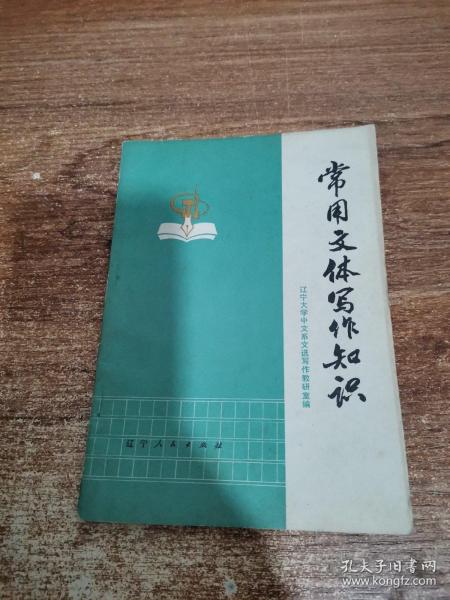 常用文体写作知识
辽宁大学中文系文选写作教研室编
辽宁人民出版社
孔夫子旧书网
www.kongfz.com